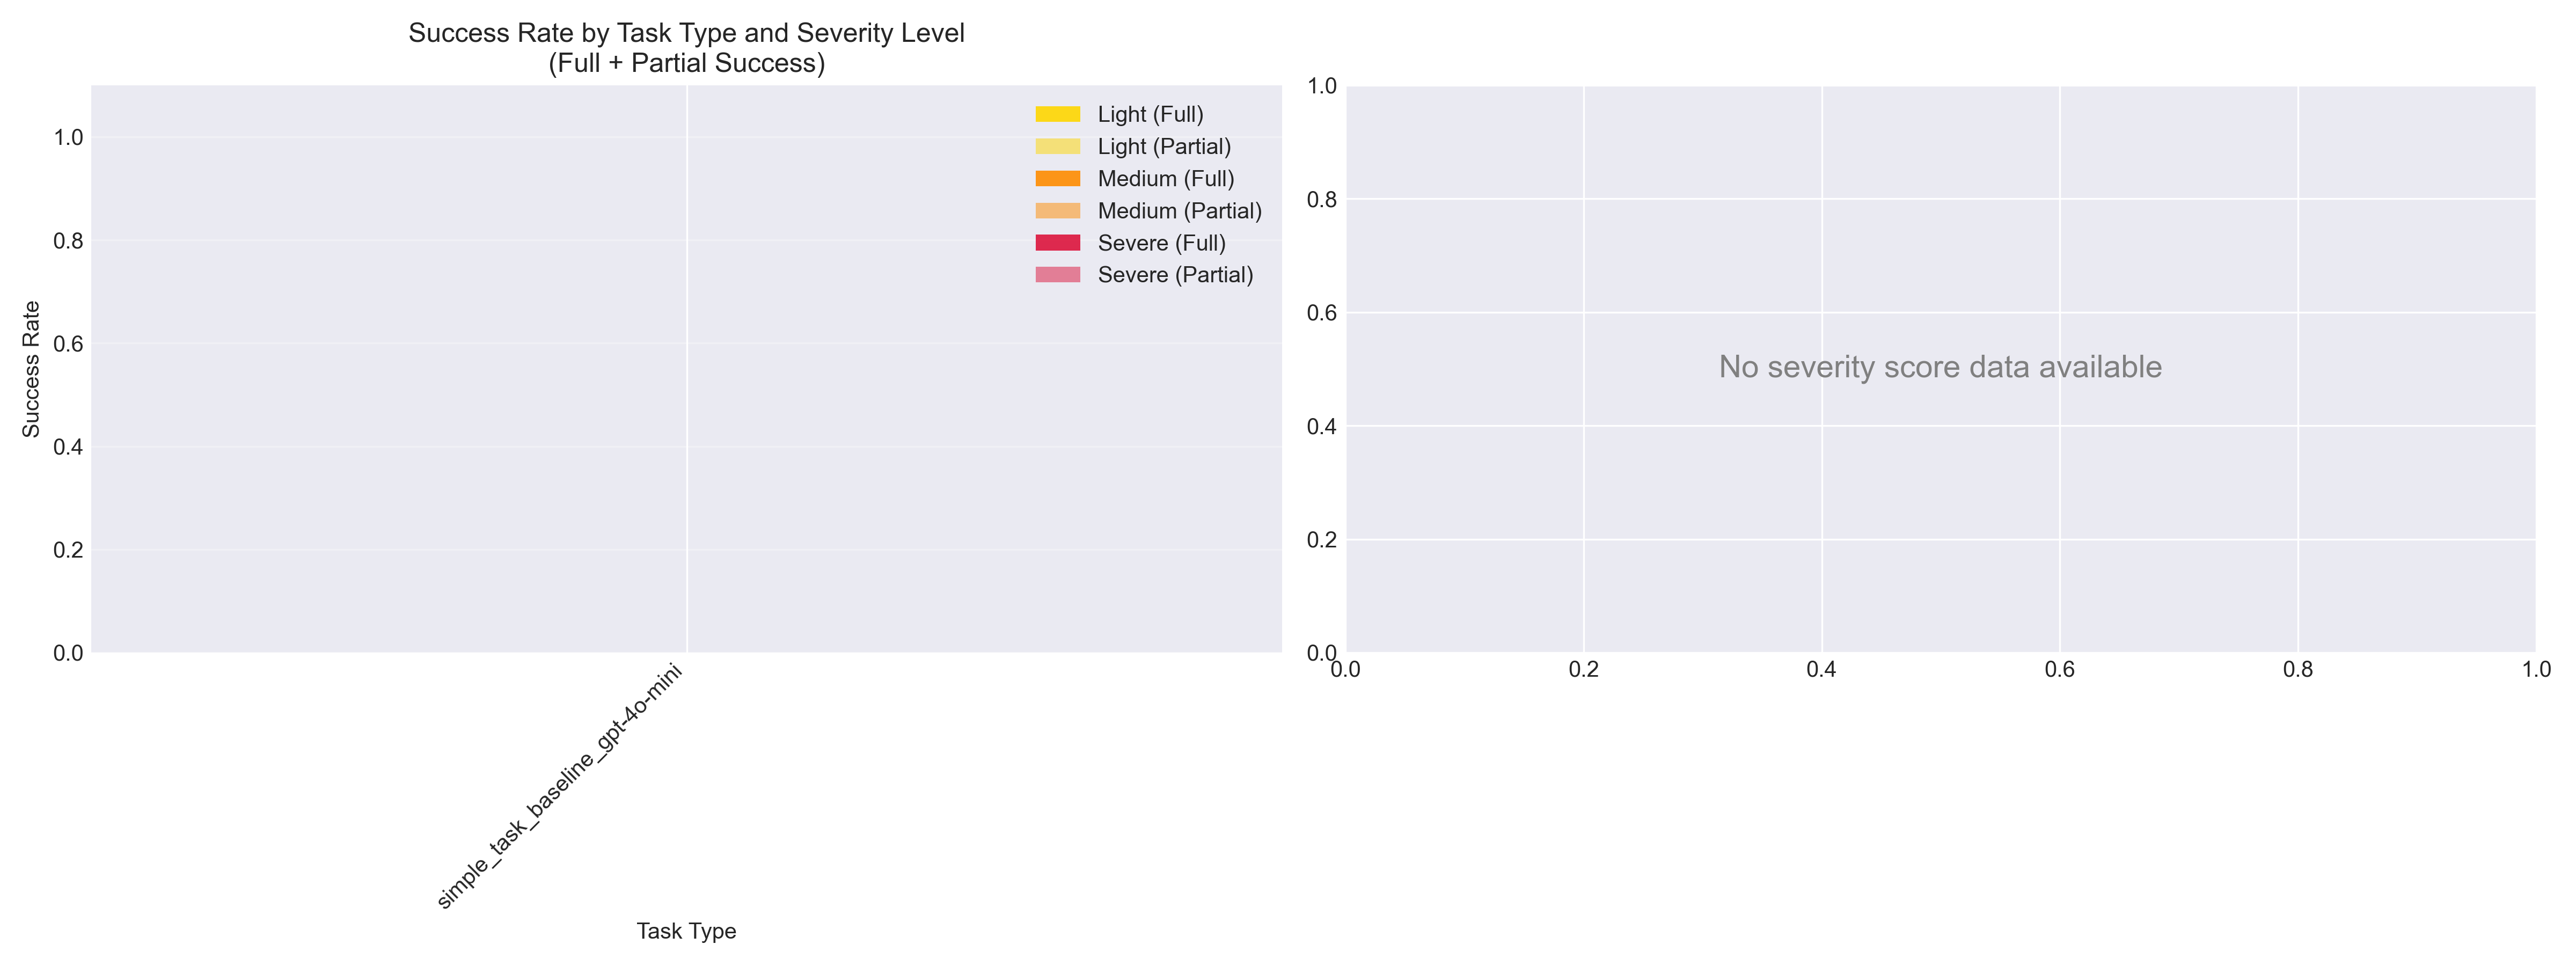 Success Rate by Task Type and Severity Level
(Full + Partial Success)
Success Rate
1.0
0.8
0.6
0.4
0.2
0.0
Light (Full)
Light (Partial)
Medium (Full)
Medium (Partial)
Severe (Full)
Severe (Partial)
simple_task_baseline_gpt-4o-mini
Task Type
1.0
0.8
0.6
0.4
0.2
0.0
No severity score data available
0.0
0.2
0.4
0.6
0.8
1.0